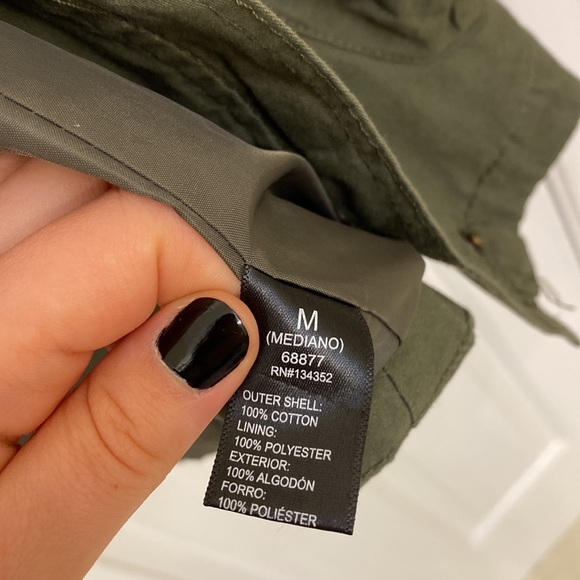 M
(MEDIANO)
68877
RN#134352
OUTER SHELL:
100% COTTON
LINING:
100% POLYESTER
EXTERIOR:
100% ALGODÓN
FORRO:
100% POLIÉSTER